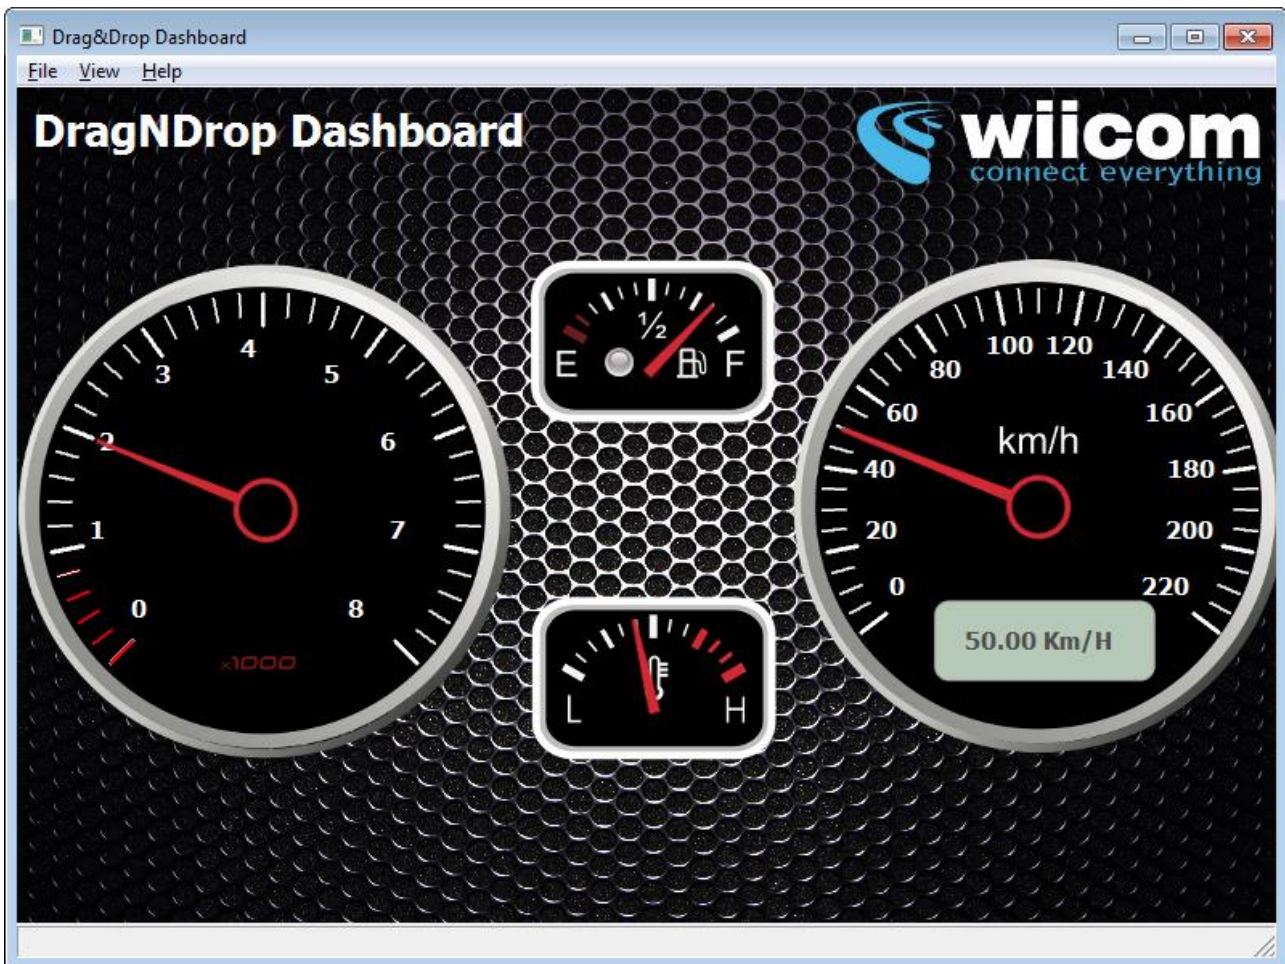 Drag&Drop Dashboard
File View Help
DragNDrop Dashboard
wiicom
connect everything
0
1
2
3
4
5
6
7
8
x1000
1/2
E
F
L
H
0
20
40
60
80
100
120
140
160
180
200
220
km/h
50.00 Km/H